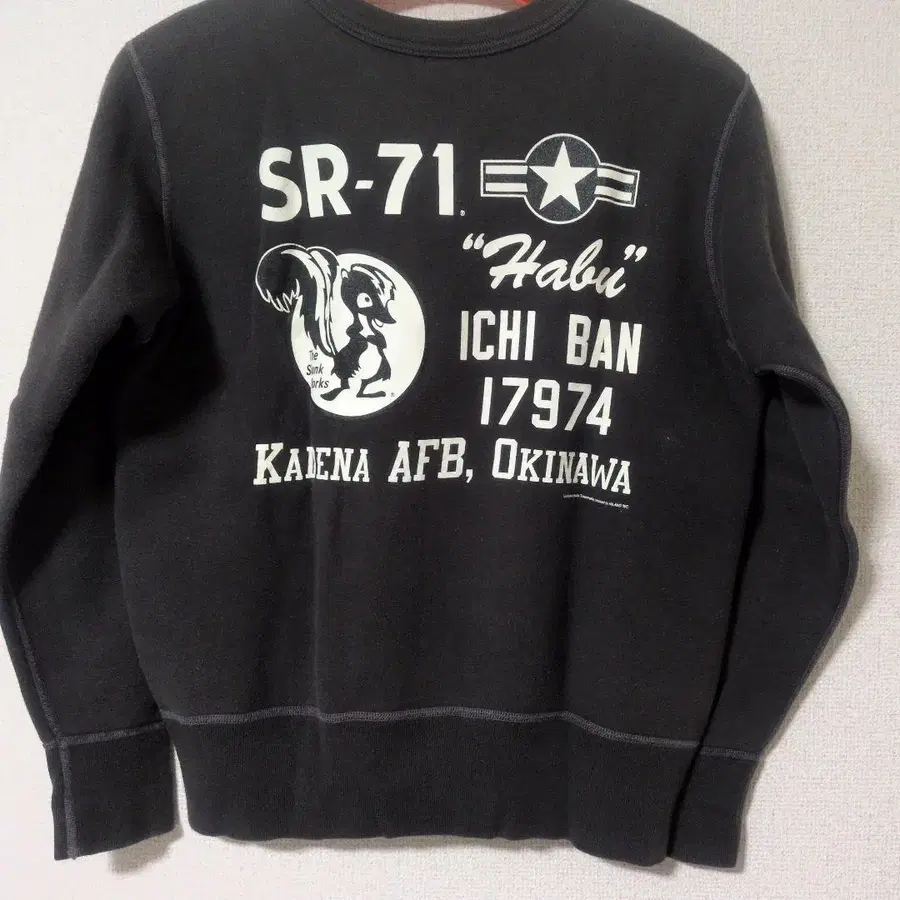 SR-71®
"Habu"
The
Skunk
Works®
ICHI BAN
17974
KADENA AFB, OKINAWA